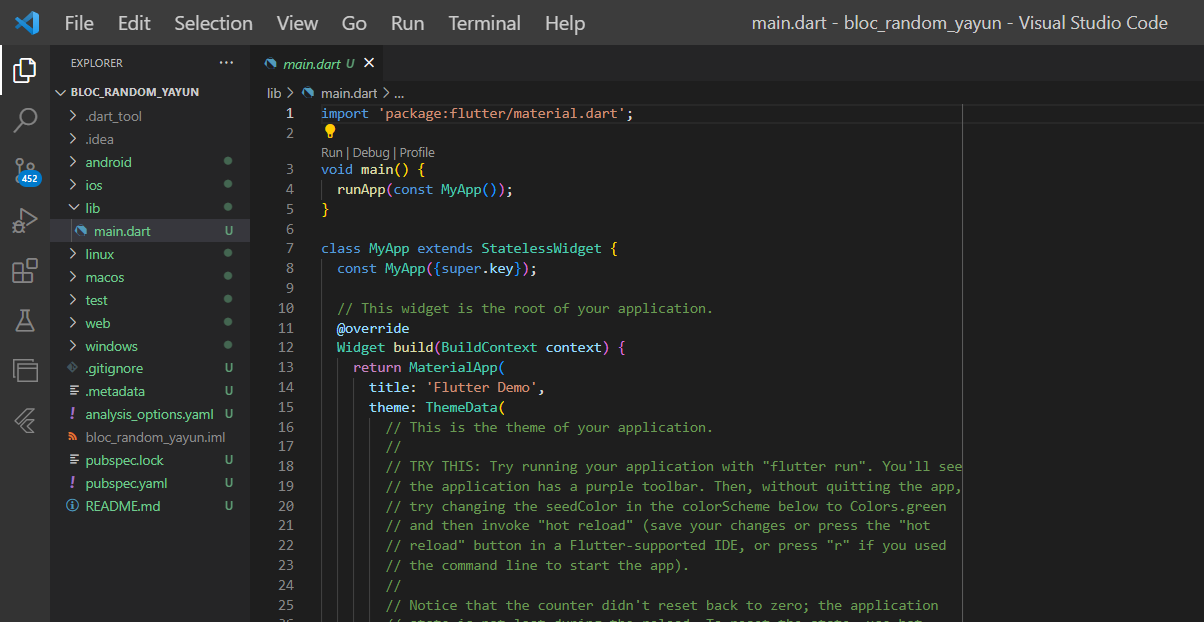 File Edit Selection View Go Run Terminal Help main.dart - bloc_random_yayun - Visual Studio Code
EXPLORER ...
BLOC_RANDOM_YAYUN
.dart_tool
.idea
android
ios
lib
main.dart U
linux
macos
test
web
windows
.gitignore U
.metadata U
analysis_options.yaml U
bloc_random_yayun.iml
pubspec.lock U
pubspec.yaml U
README.md U
452
main.dart U
lib > main.dart > ...
1 import 'package:flutter/material.dart';
2
Run | Debug | Profile
3 void main() {
4 runApp(const MyApp());
5 }
6
7 class MyApp extends StatelessWidget {
8 const MyApp({super.key});
9
10 // This widget is the root of your application.
11 @override
12 Widget build(BuildContext context) {
13 return MaterialApp(
14 title: 'Flutter Demo',
15 theme: ThemeData(
16 // This is the theme of your application.
17 //
18 // TRY THIS: Try running your application with "flutter run". You'll see
19 // the application has a purple toolbar. Then, without quitting the app,
20 // try changing the seedColor in the colorScheme below to Colors.green
21 // and then invoke "hot reload" (save your changes or press the "hot
22 // reload" button in a Flutter-supported IDE, or press "r" if you used
23 // the command line to start the app).
24 //
25 // Notice that the counter didn't reset back to zero; the application